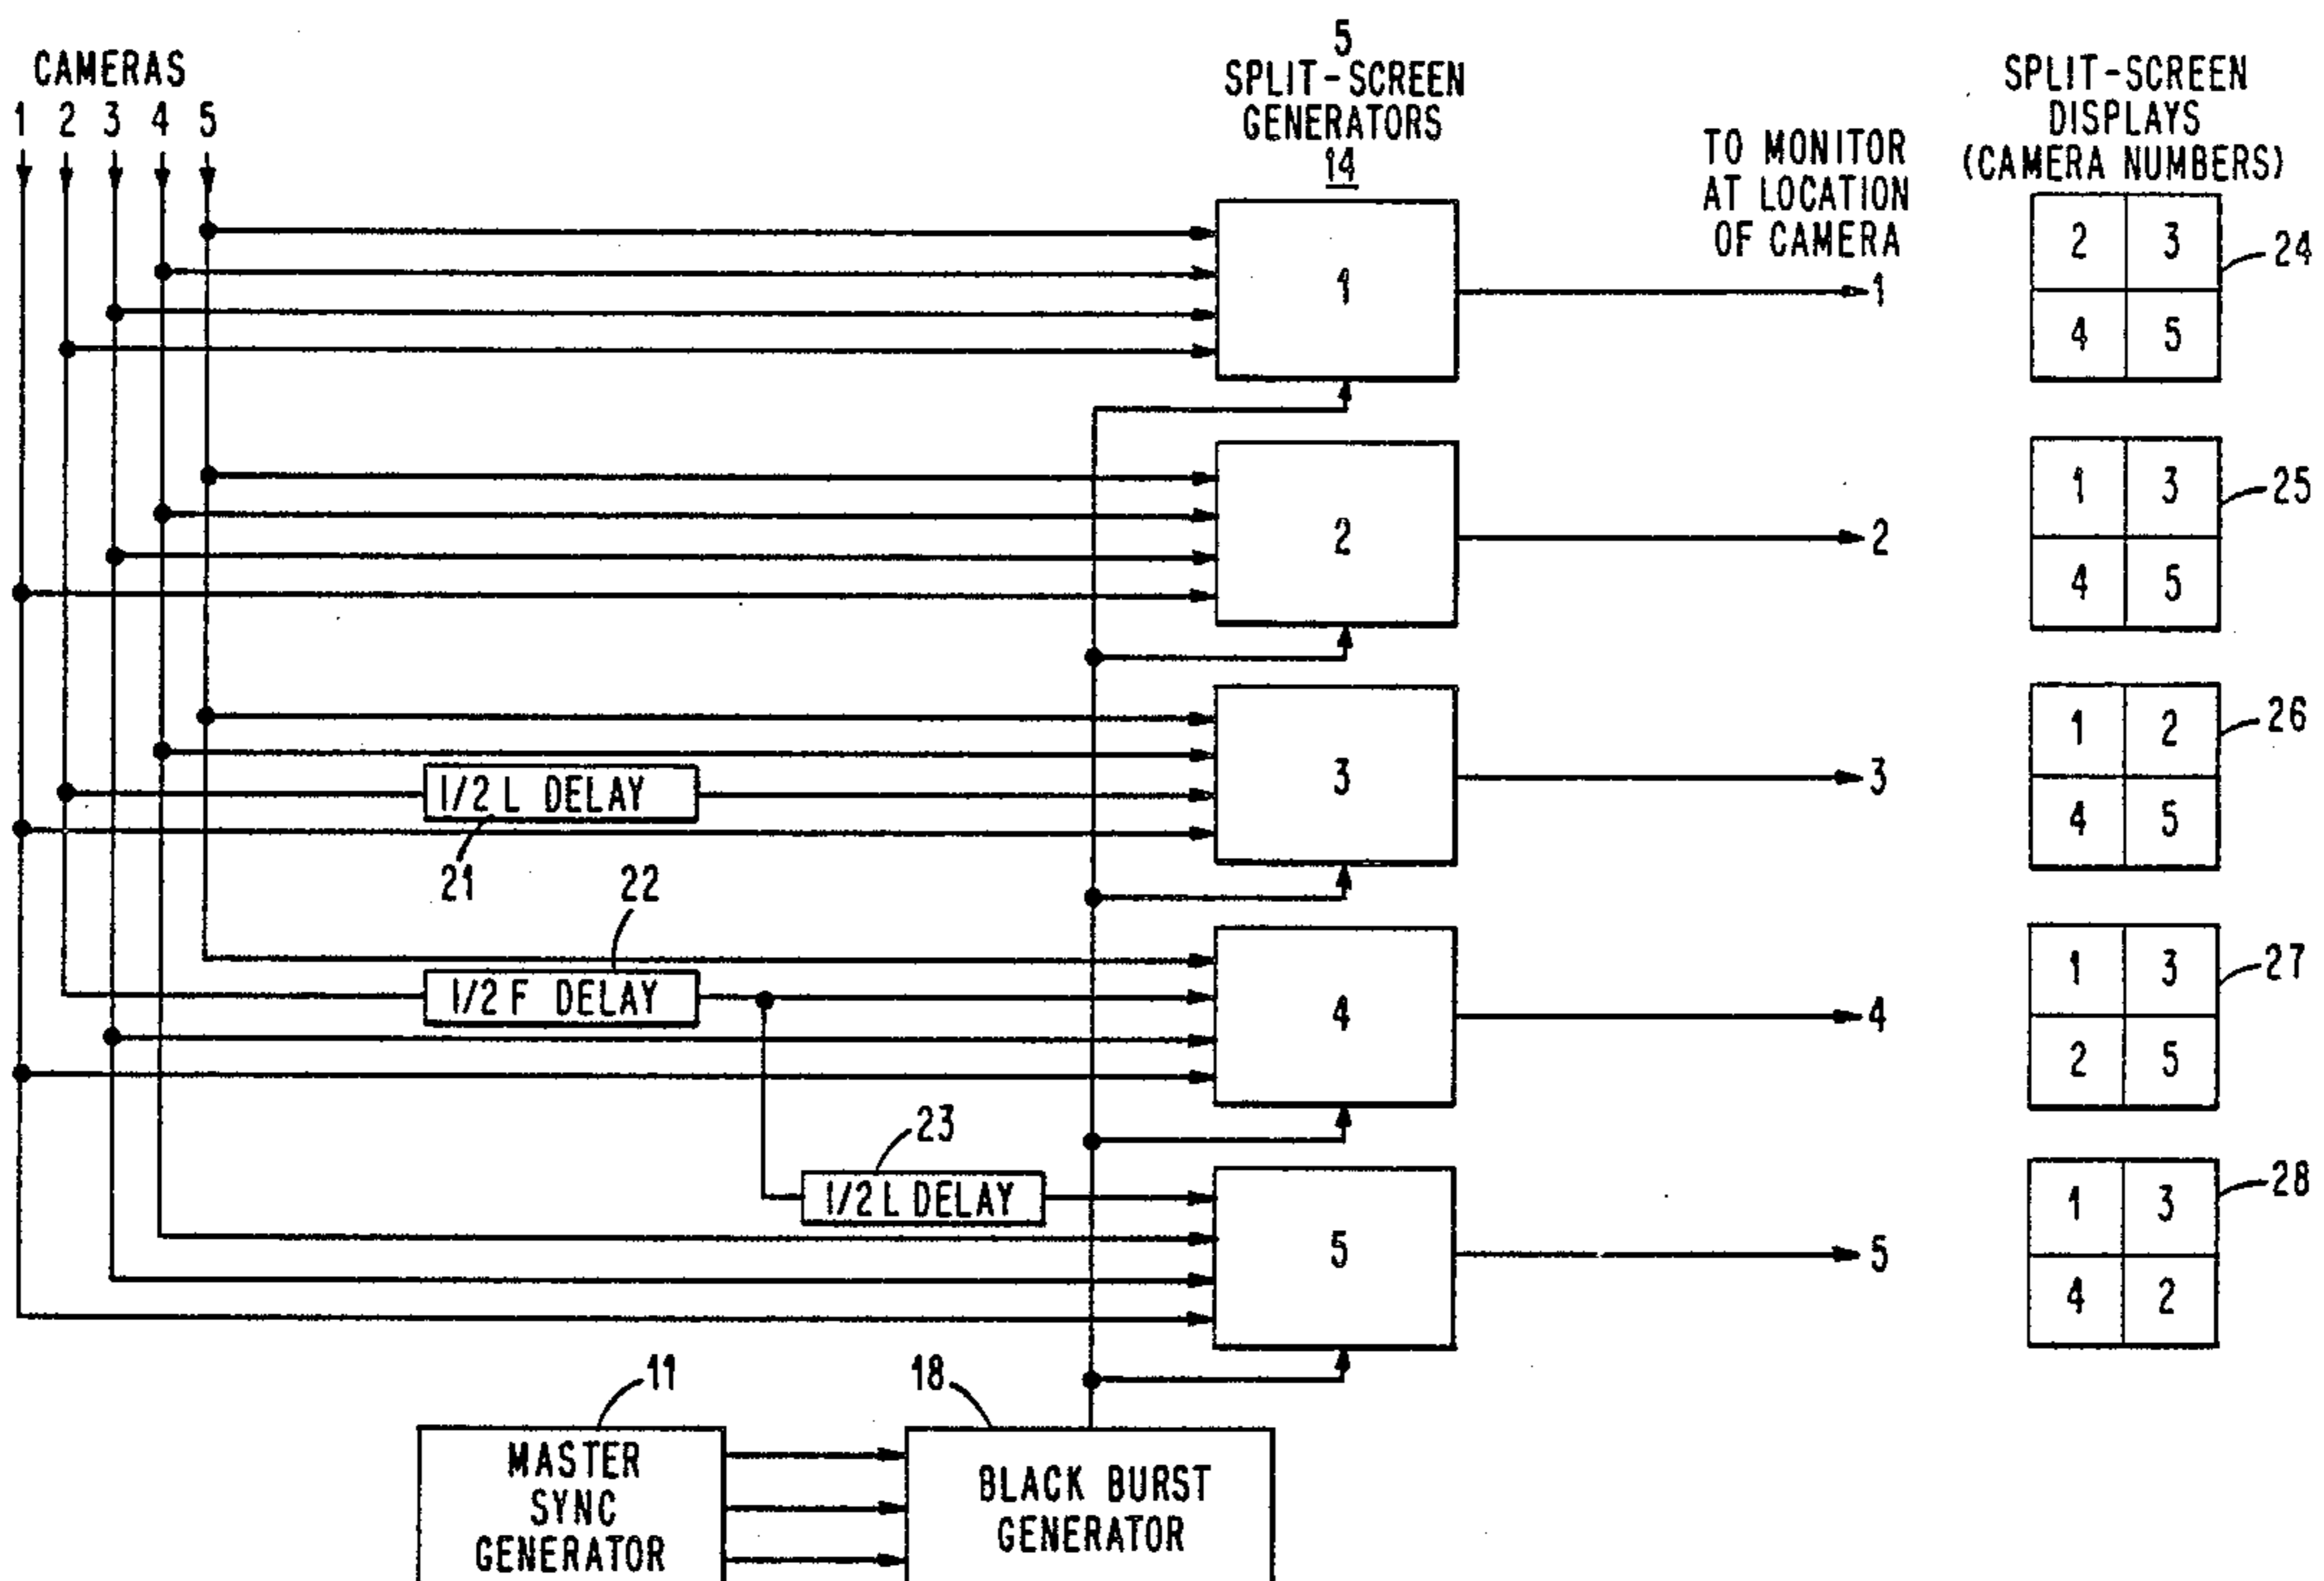 CAMERAS
1 2 3 4 5
5
SPLIT-SCREEN
GENERATORS
14
TO MONITOR
AT LOCATION
OF CAMERA
SPLIT-SCREEN
DISPLAYS
(CAMERA NUMBERS)
1
1
2 3
4 5
24
2
2
1 3
4 5
25
1/2 L DELAY
21
3
3
1 2
4 5
26
22
1/2 F DELAY
4
4
1 3
2 5
27
23
1/2 L DELAY
5
5
1 3
4 2
28
11
MASTER
SYNC
GENERATOR
18
BLACK BURST
GENERATOR